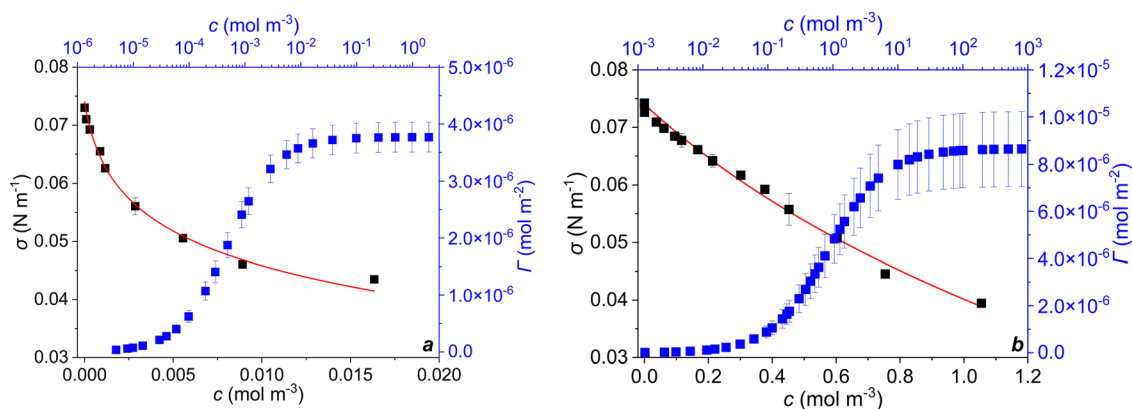 c (mol m⁻³)
10⁻⁶ 10⁻⁵ 10⁻⁴ 10⁻³ 10⁻² 10⁻¹ 10⁰
0.08
0.07
0.06
0.05
0.04
0.03
σ (N m⁻¹)
5.0×10⁻⁶
4.0×10⁻⁶
3.0×10⁻⁶
2.0×10⁻⁶
1.0×10⁻⁶
0.0
Γ (mol m⁻²)
a
0.000 0.005 0.010 0.015 0.020
c (mol m⁻³)
c (mol m⁻³)
10⁻³ 10⁻² 10⁻¹ 10⁰ 10¹ 10² 10³
0.08
0.07
0.06
0.05
0.04
0.03
σ (N m⁻¹)
1.2×10⁻⁵
1.0×10⁻⁵
8.0×10⁻⁶
6.0×10⁻⁶
4.0×10⁻⁶
2.0×10⁻⁶
0.0
Γ (mol m⁻²)
b
0.0 0.2 0.4 0.6 0.8 1.0 1.2
c (mol m⁻³)